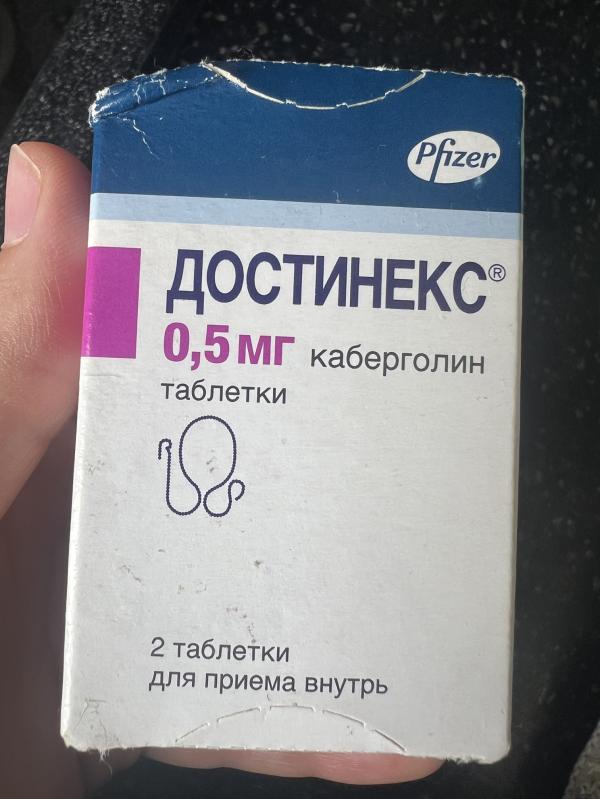 Pfizer
ДОСТИНЕКС®
0,5 мг каберголин
таблетки
2 таблетки
для приема внутрь